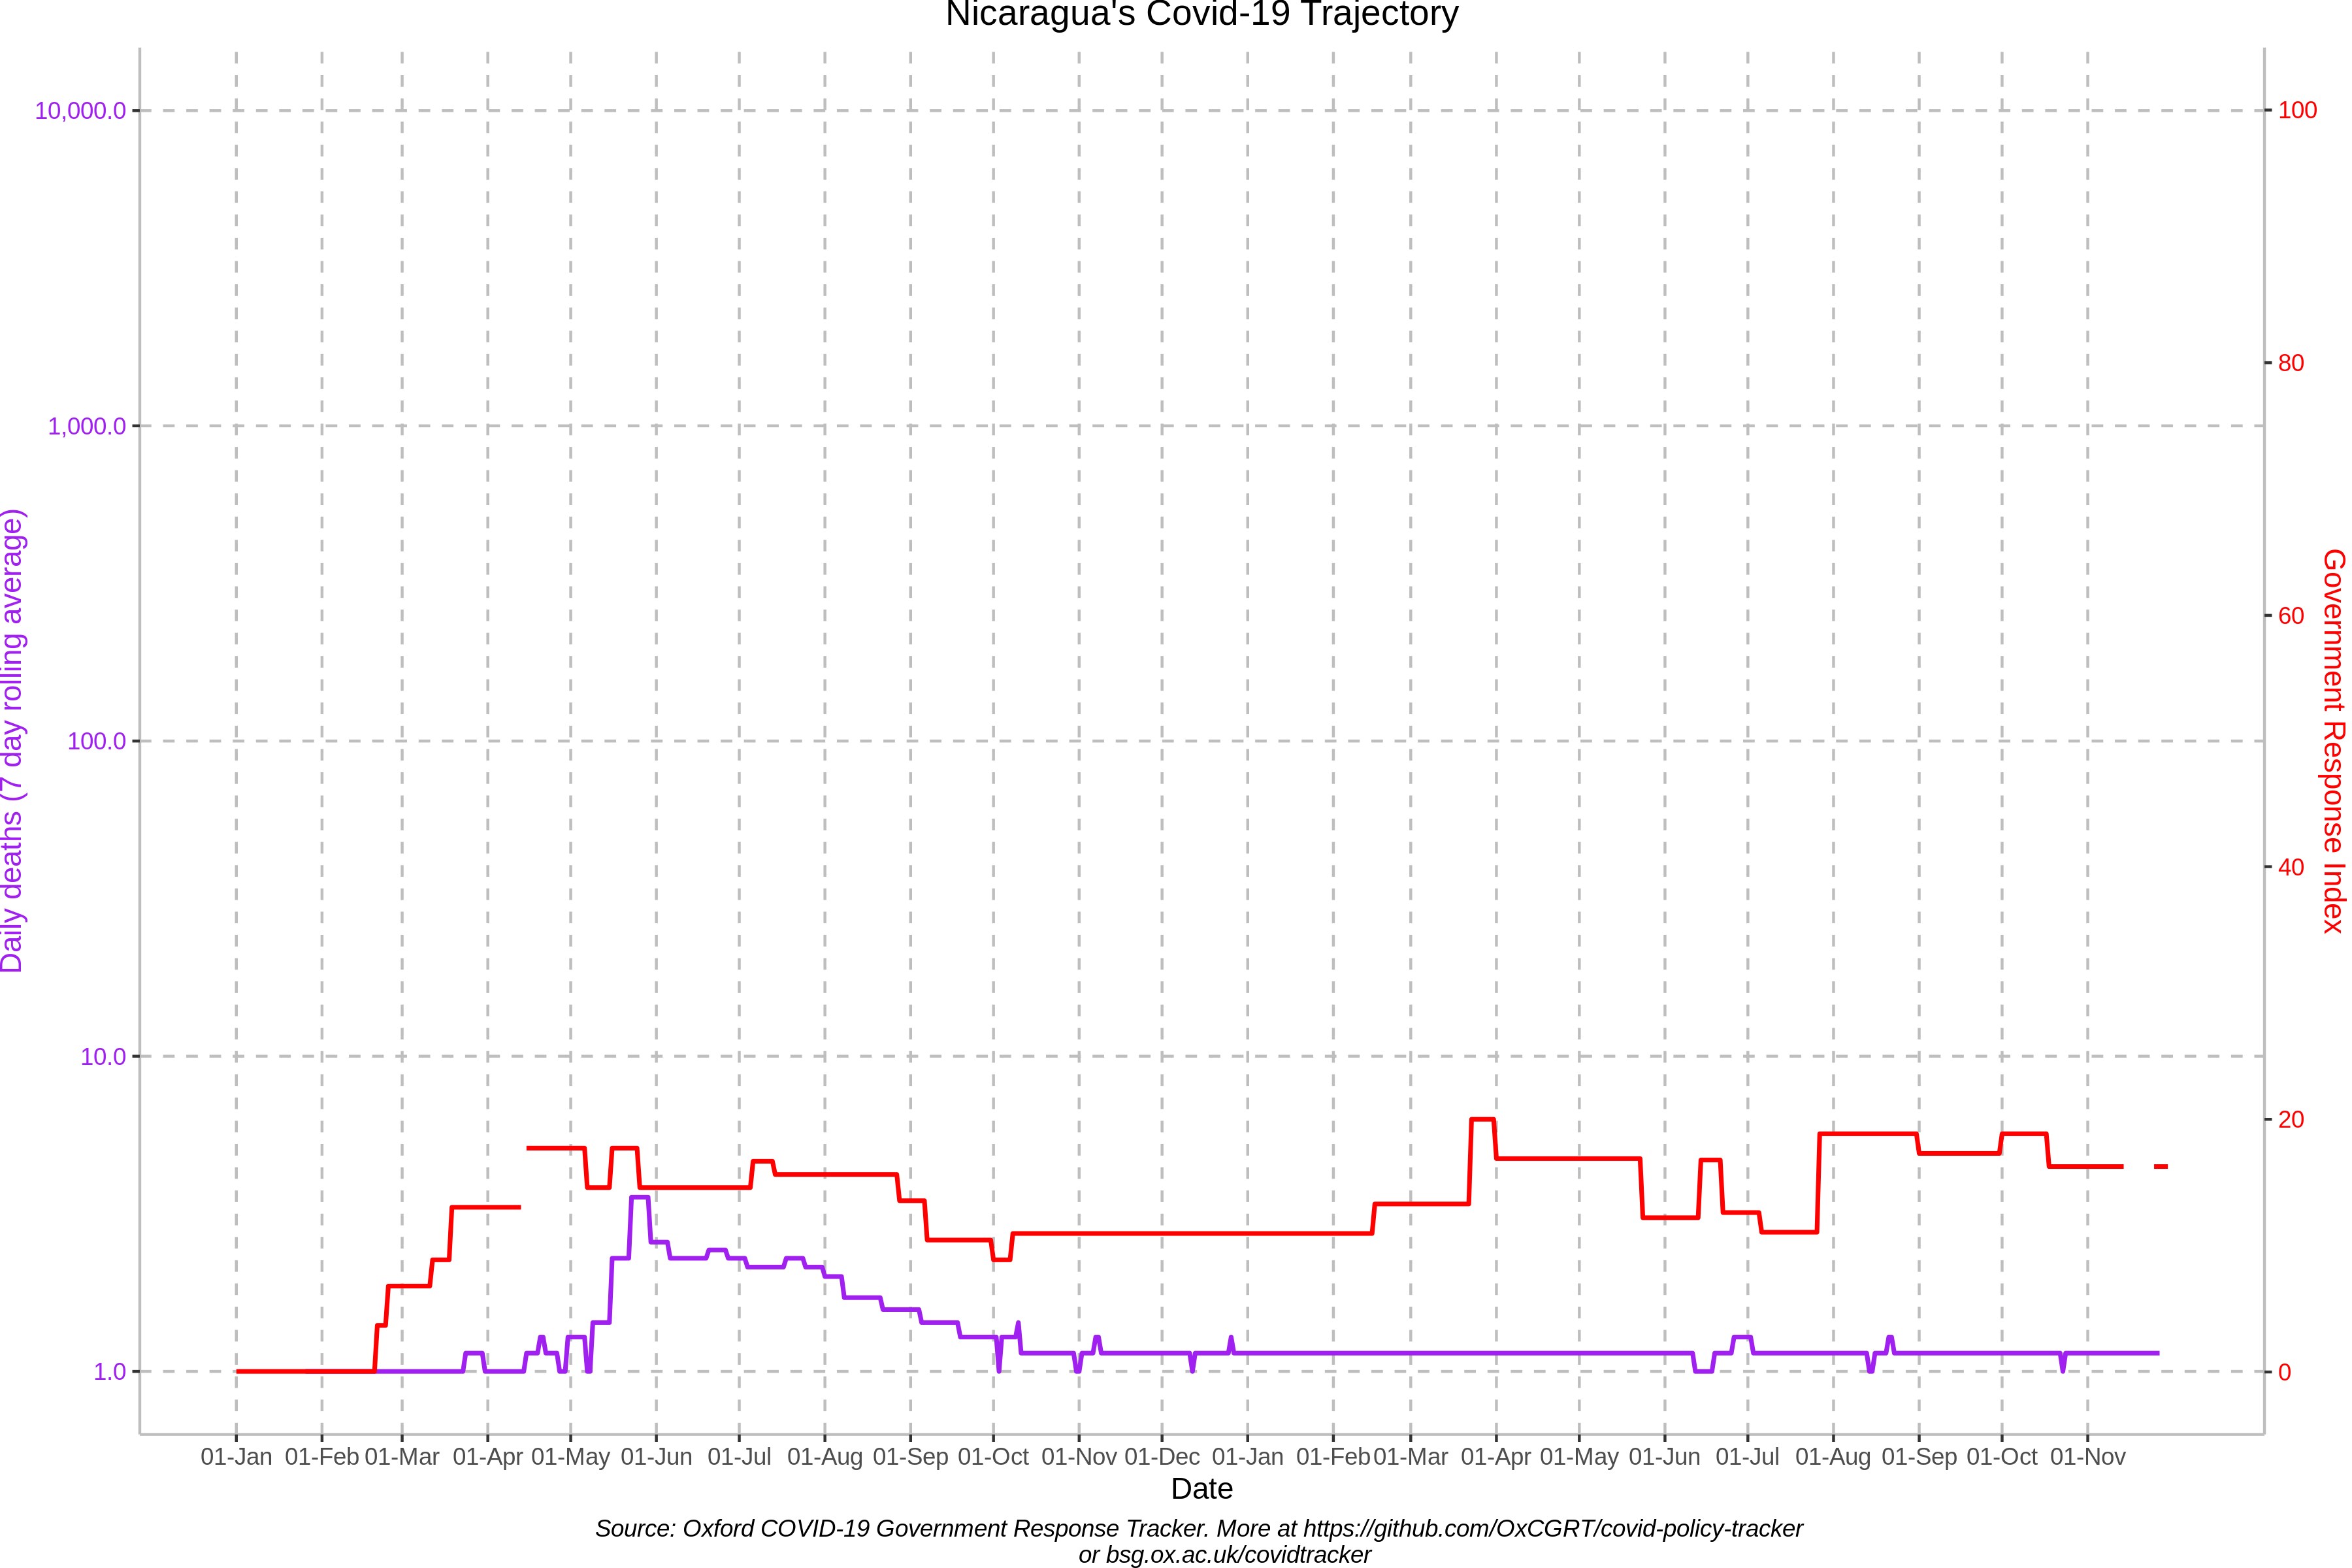 Nicaragua's Covid-19 Trajectory
10,000.0
1,000.0
100.0
10.0
1.0
Daily deaths (7 day rolling average)
100
80
60
40
20
0
Government Response Index
01-Jan 01-Feb 01-Mar 01-Apr 01-May 01-Jun 01-Jul 01-Aug 01-Sep 01-Oct 01-Nov 01-Dec 01-Jan 01-Feb 01-Mar 01-Apr 01-May 01-Jun 01-Jul 01-Aug 01-Sep 01-Oct 01-Nov
Date
Source: Oxford COVID-19 Government Response Tracker. More at https://github.com/OxCGRT/covid-policy-tracker
or bsg.ox.ac.uk/covidtracker